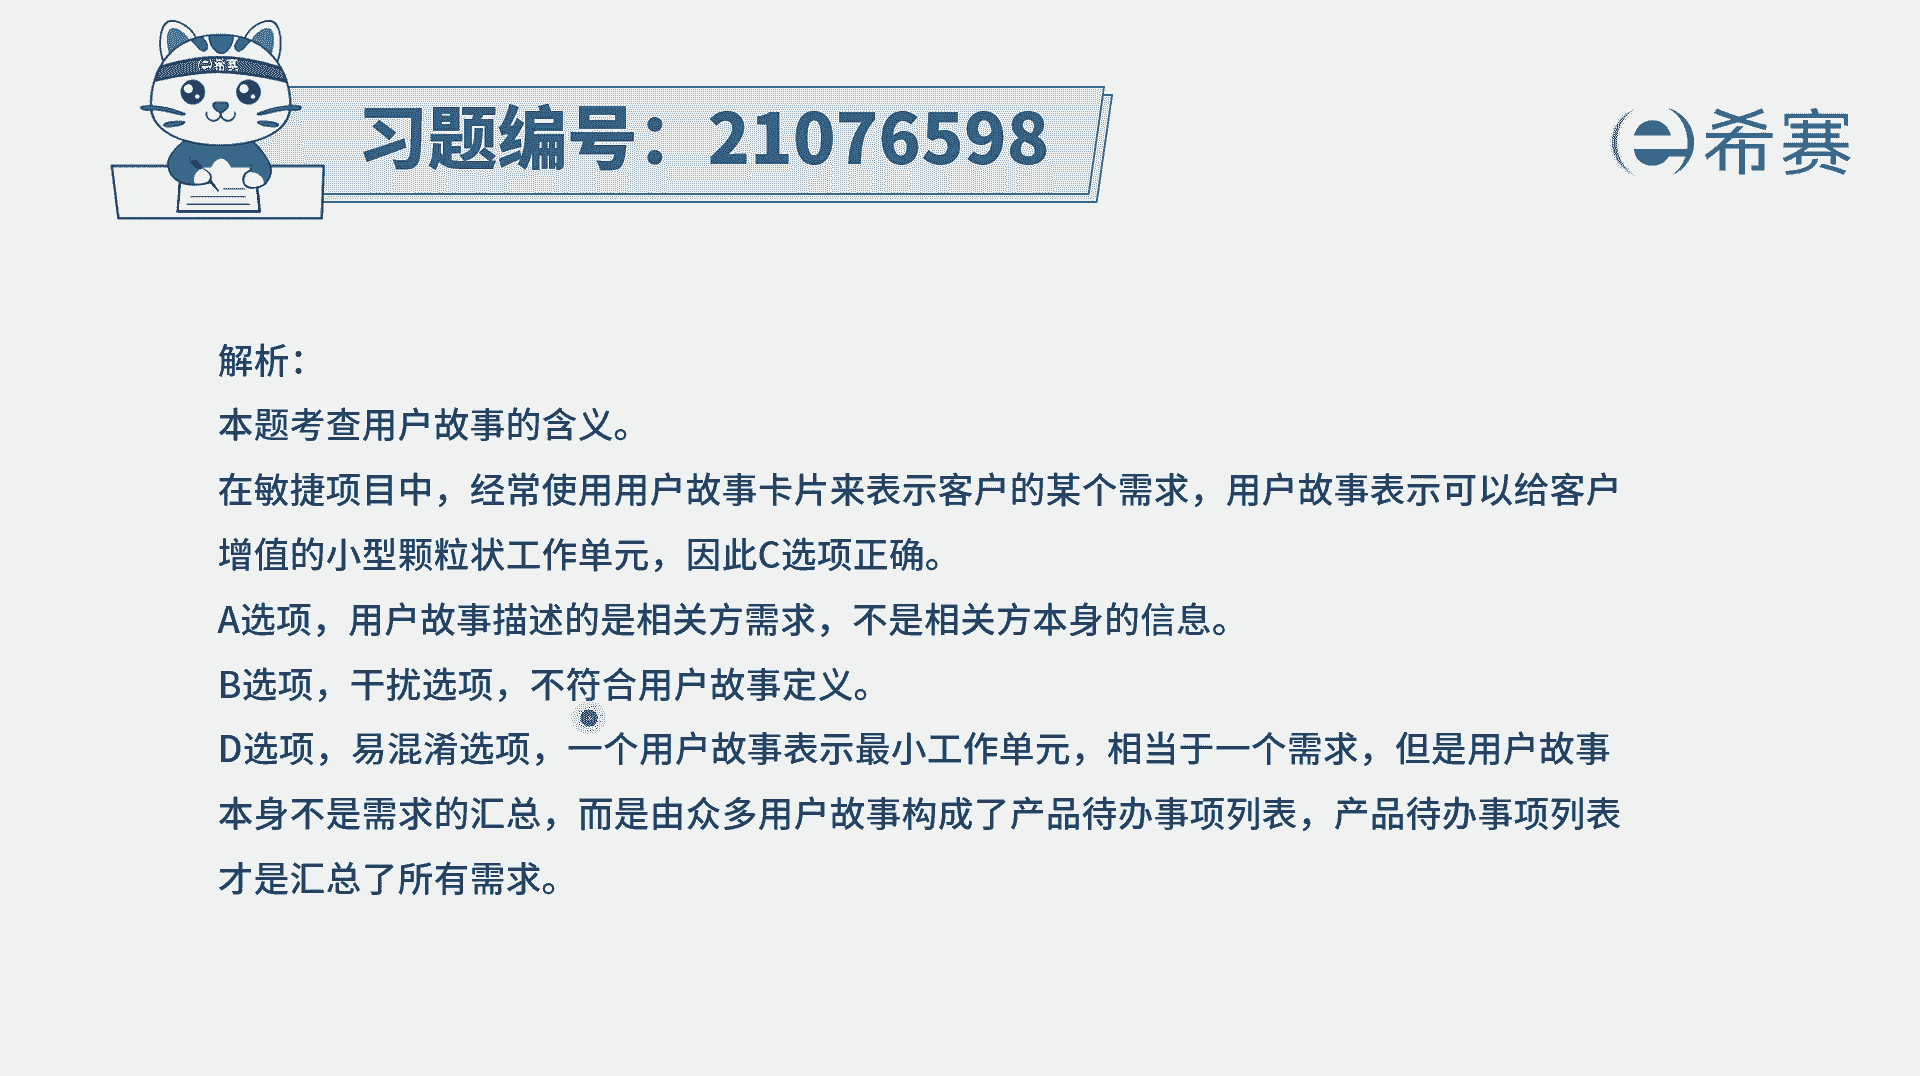 希赛
习题编号：21076598
希赛
解析：
本题考查用户故事的含义。
在敏捷项目中，经常使用用户故事卡片来表示客户的某个需求，用户故事表示可以给客户
增值的小型颗粒状工作单元，因此C选项正确。
A选项，用户故事描述的是相关方需求，不是相关方本身的信息。
B选项，干扰选项，不符合用户故事定义。
D选项，易混淆选项，一个用户故事表示最小工作单元，相当于一个需求，但是用户故事
本身不是需求的汇总，而是由众多用户故事构成了产品待办事项列表，产品待办事项列表
才是汇总了所有需求。